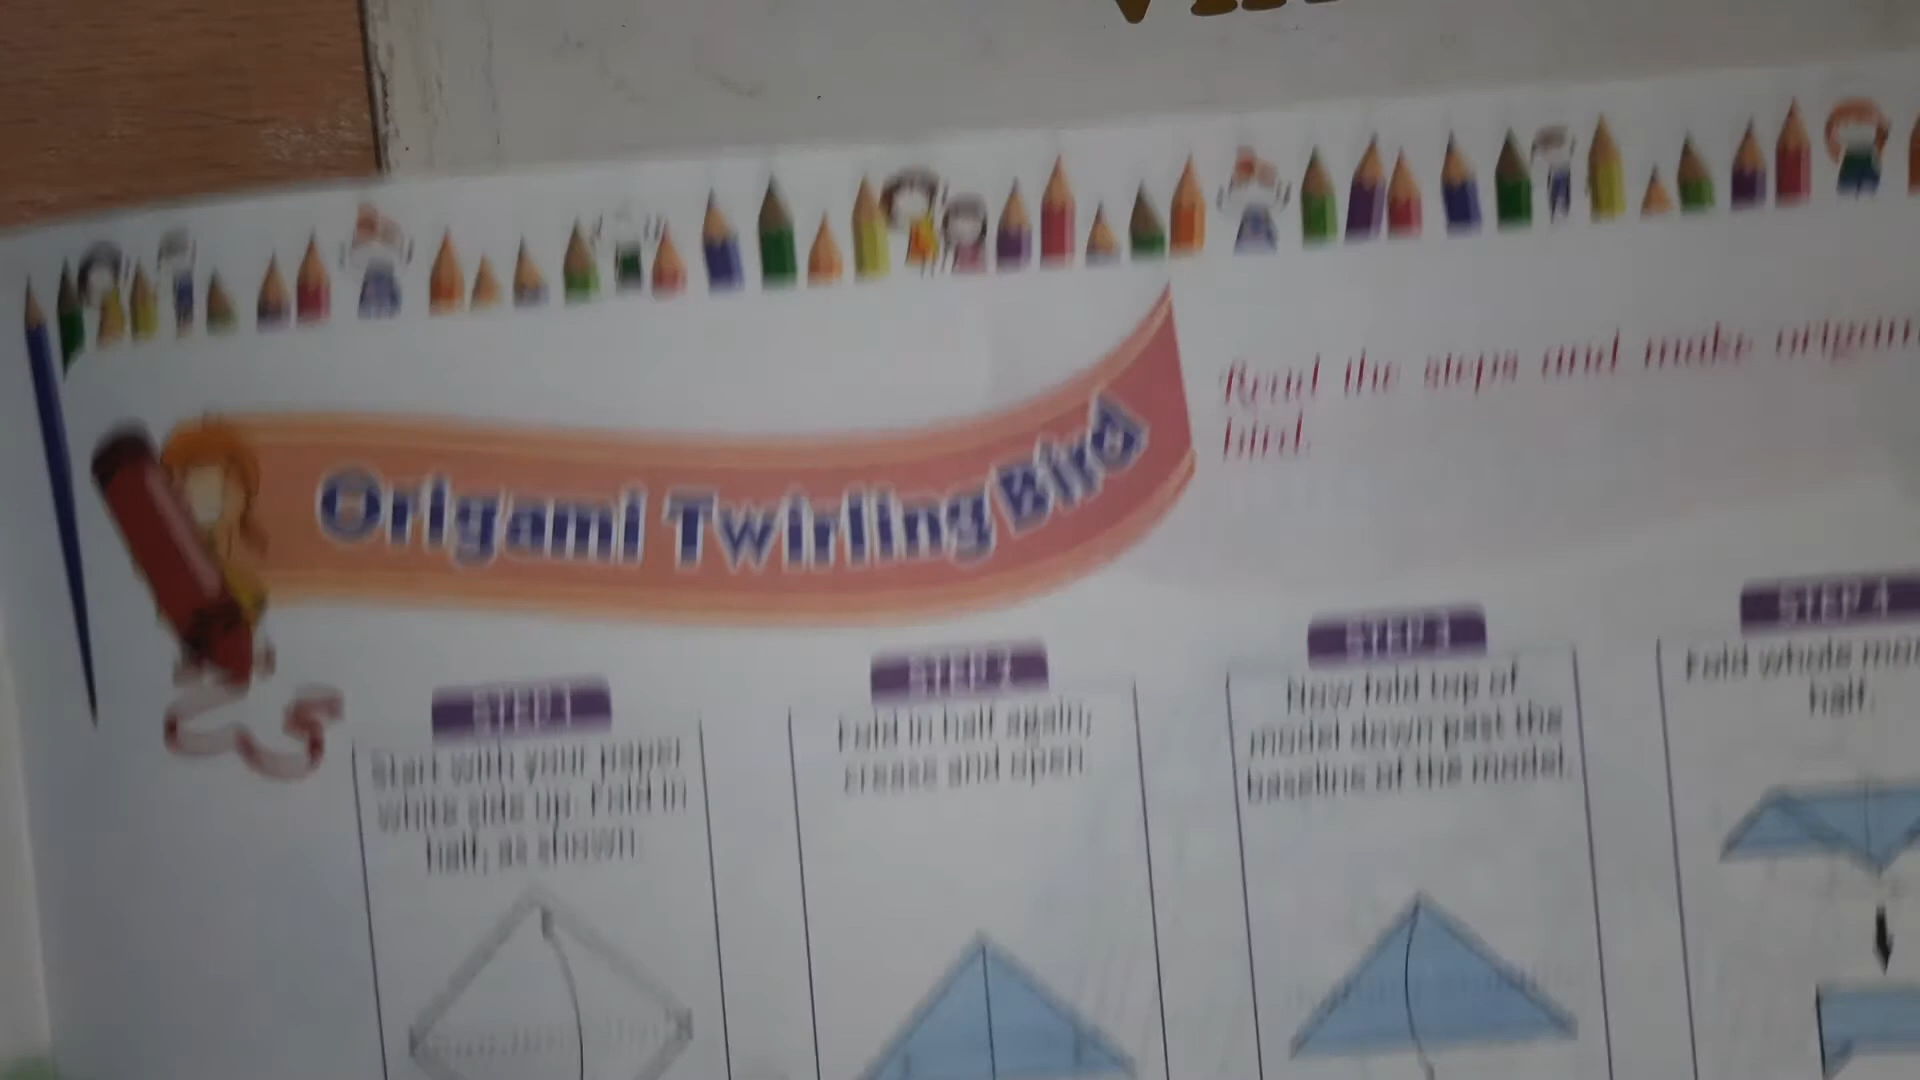 Read the steps and make
bird.
Origami Twirling Bird
STEP 1
Start with your paper
white side up. Fold in
half, as shown.
STEP 2
Fold in half again,
crease and open
STEP 3
Now fold top of
model down past the
baseline of the model.
STEP 4
Fold whole
half.